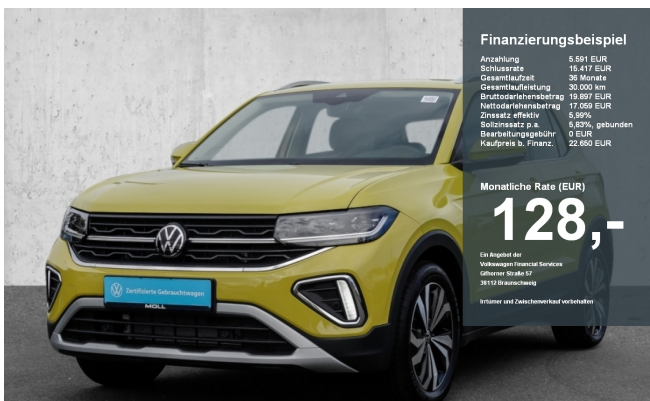 Finanzierungsbeispiel
Anzahlung 5.591 EUR
Schlussrate 15.417 EUR
Gesamtlaufzeit 36 Monate
Gesamtlaufleistung 30.000 km
Bruttodarlehensbetrag 19.897 EUR
Nettodarlehensbetrag 17.059 EUR
Zinssatz effektiv 5,99%
Sollzinssatz p.a. 5,83%, gebunden
Bearbeitungsgebühr 0 EUR
Kaufpreis b. Finanz. 22.650 EUR
Monatliche Rate (EUR)
128,-
Ein Angebot der
Volkswagen Financial Services
Gifhorner Straße 57
38112 Braunschweig
Irrtümer und Zwischenverkauf vorbehalten
Zertifizierte Gebrauchtwagen
MOLL